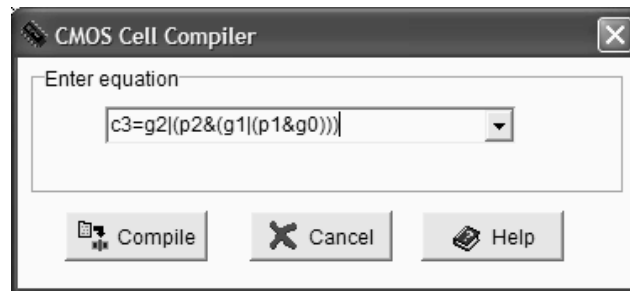 CMOS Cell Compiler
Enter equation
c3=g2|(p2&(g1|(p1&g0)))
Compile
Cancel
Help